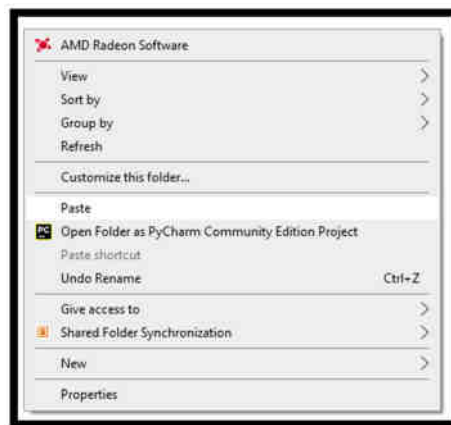 AMD Radeon Software
View
Sort by
Group by
Refresh
Customize this folder...
Paste
Open Folder as PyCharm Community Edition Project
Paste shortcut
Undo Rename Ctrl+Z
Give access to
Shared Folder Synchronization
New
Properties